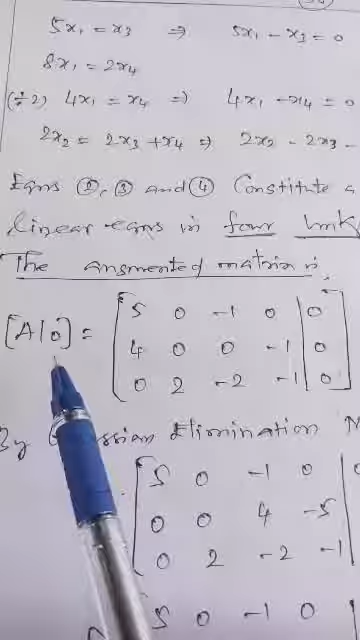 5x₁ = x₃ ⇒ 5x₁ - x₃ = 0
8x₁ = 2x₄
(÷2) 4x₁ = x₄ ⇒ 4x₁ - x₄ = 0
2x₂ = 2x₃ + x₄ ⇒ 2x₂ - 2x₃ -
Eqns ②, ③ and ④ Constitute a
linear eqns in four unk
The augmented matrix is,
[A|0] = [5 0 -1 0 | 0
4 0 0 -1 | 0
0 2 -2 -1 | 0
By Elimination M
[5 0 -1 0 | 0
0 0 4 -5
0 2 -2 -1
5 0 -1 0